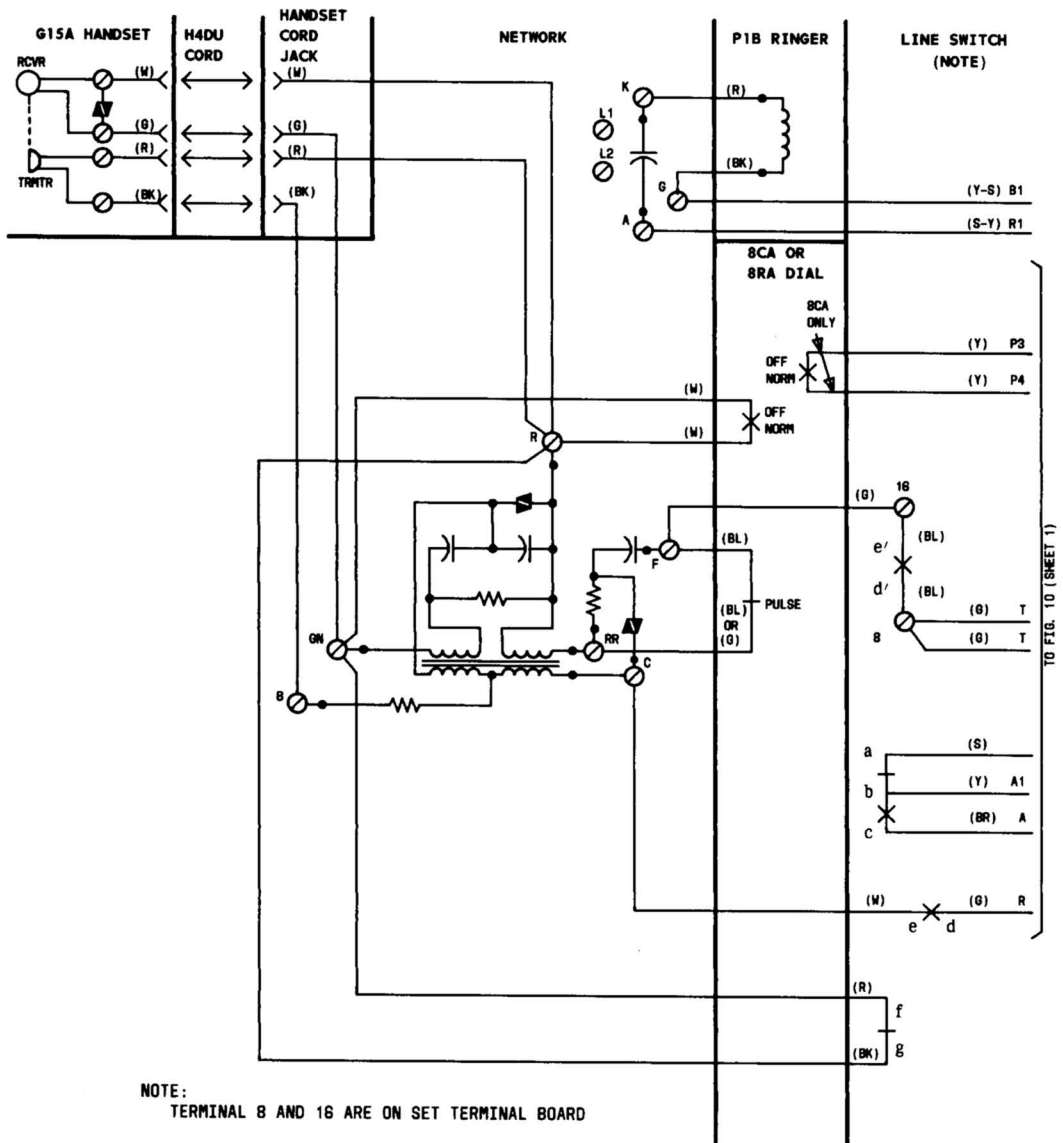 G15A HANDSET
H4DU
CORD
HANDSET
CORD
JACK
NETWORK
P1B RINGER
LINE SWITCH
(NOTE)
RCVR
(W)
(W)
(G)
(G)
(R)
(R)
TRMTR
(BK)
(BK)
K
(R)
L1
L2
(BK)
G
A
(Y-S) B1
(S-Y) R1
8CA OR
8RA DIAL
8CA
ONLY
OFF
NORM
(Y) P3
(Y) P4
(W)
OFF
NORM
(W)
R
(G)
16
F
(BL)
e′
(BL)
d′
(BL)
PULSE
(BL)
OR
(G)
8
(G) T
(G) T
GN
RR
C
B
a
(S)
b
(Y) A1
c
(BR) A
(W)
(G) R
e
d
(R)
f
(BK)
g
TO FIG. 10 (SHEET 1)
NOTE:
TERMINAL 8 AND 16 ARE ON SET TERMINAL BOARD